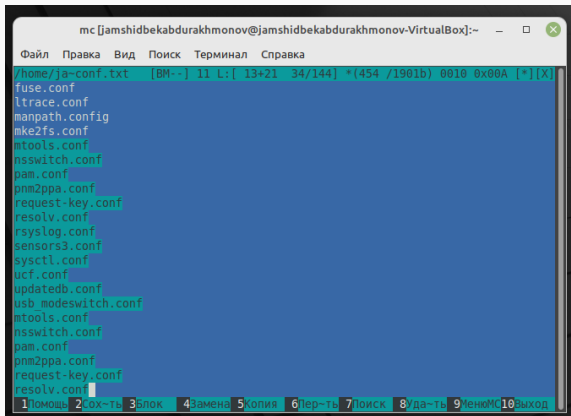 mc [jamshidbekabdurakhmonov@jamshidbekabdurakhmonov-VirtualBox]:~
Файл Правка Вид Поиск Терминал Справка
/home/ja~conf.txt [BM--] 11 L:[ 13+21 34/144] *(454 /1901b) 0010 0x00A [*][X]
fuse.conf
ltrace.conf
manpath.config
mke2fs.conf
mtools.conf
nsswitch.conf
pam.conf
pnm2ppa.conf
request-key.conf
resolv.conf
rsyslog.conf
sensors3.conf
sysctl.conf
ucf.conf
updatedb.conf
usb_modeswitch.conf
mtools.conf
nsswitch.conf
pam.conf
pnm2ppa.conf
request-key.conf
resolv.conf
1Помощь 2Сох~ть 3Блок 4Замена 5Копия 6Пер~ть 7Поиск 8Уда~ть 9МенюMC 10Выход